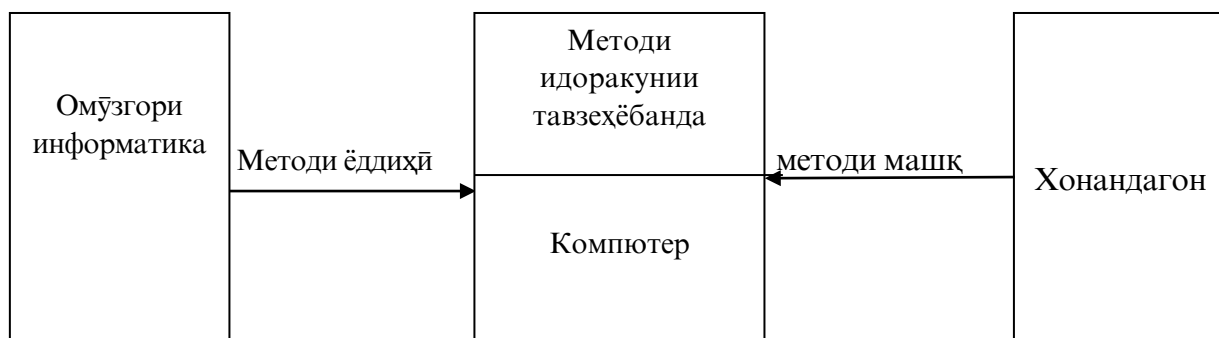 Омӯзгори
информатика
Методи ёддиҳӣ
Методи
идоракунии
тавзеҳёбанда
Компютер
методи машқ
Хонандагон